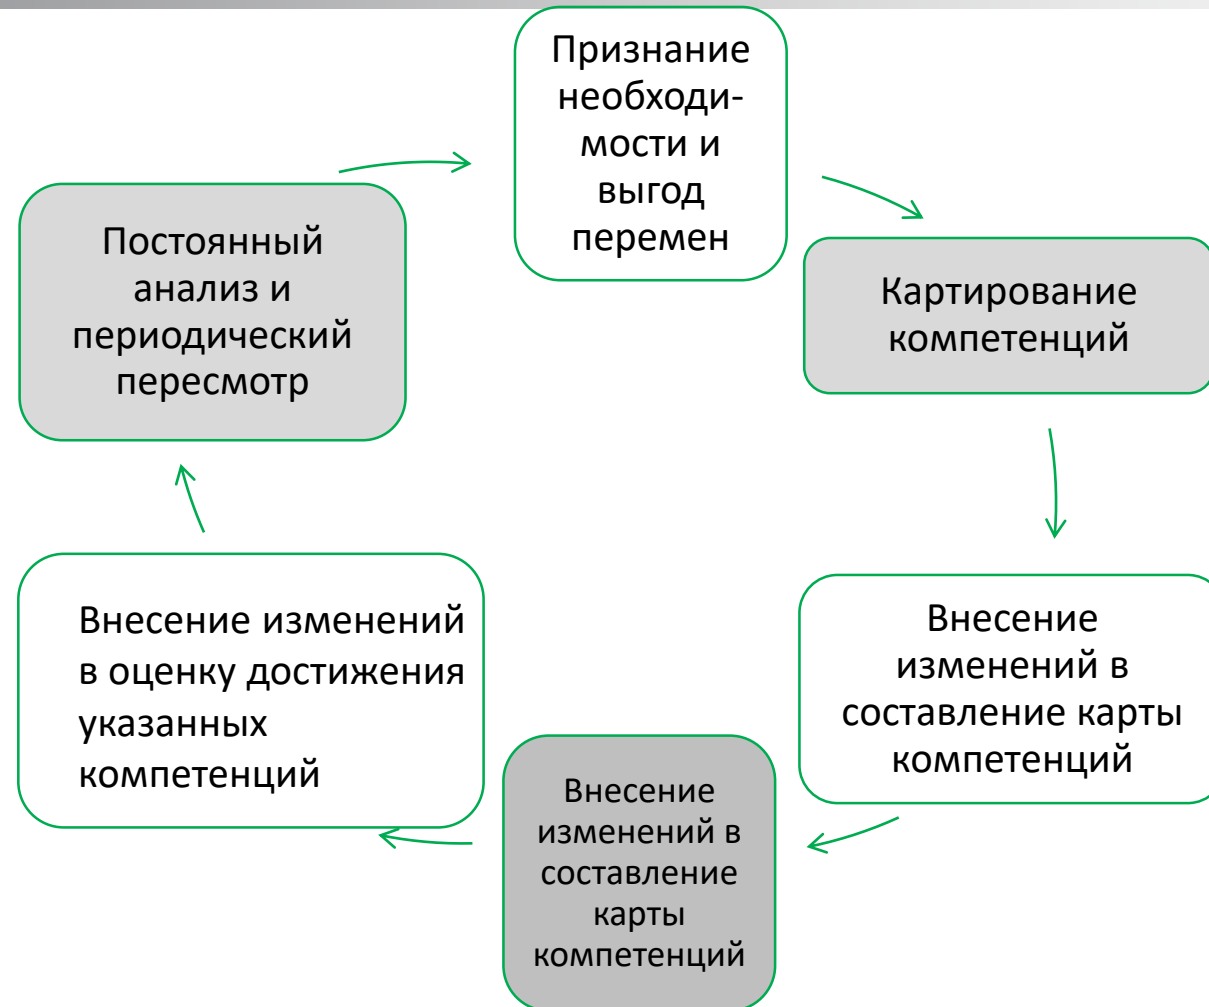 Признание
необходи-
мости и
выгод
перемен
Картирование
компетенций
Внесение
изменений в
составление карты
компетенций
Внесение
изменений в
составление
карты
компетенций
Внесение изменений
в оценку достижения
указанных
компетенций
Постоянный
анализ и
периодический
пересмотр